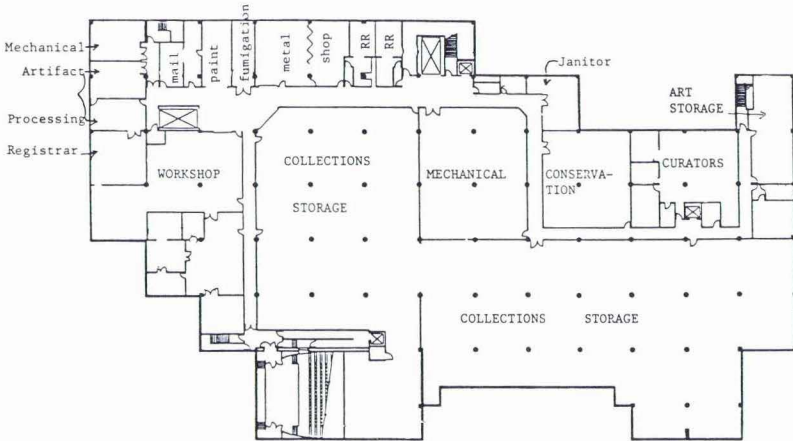 Mechanical
Artifact
Processing
Registrar
mail
paint
fumigation
metal
shop
RR
RR
Janitor
ART
STORAGE
WORKSHOP
COLLECTIONS
STORAGE
MECHANICAL
CONSERVA-
TION
CURATORS
COLLECTIONS STORAGE